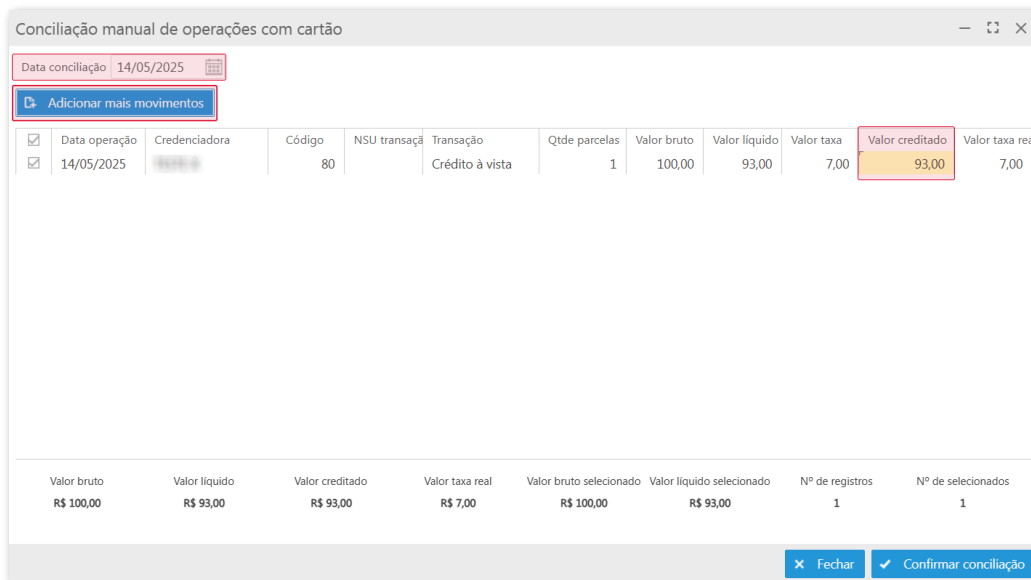 Conciliação manual de operações com cartão
Data conciliação 14/05/2025
Adicionar mais movimentos
Data operação Credenciadora Código NSU transaçã Transação Qtde parcelas Valor bruto Valor líquido Valor taxa Valor creditado Valor taxa rea
14/05/2025 80 Crédito à vista 1 100,00 93,00 7,00 93,00 7,00
Valor bruto Valor líquido Valor creditado Valor taxa real Valor bruto selecionado Valor líquido selecionado Nº de registros Nº de selecionados
R$ 100,00 R$ 93,00 R$ 93,00 R$ 7,00 R$ 100,00 R$ 93,00 1 1
Fechar Confirmar conciliação